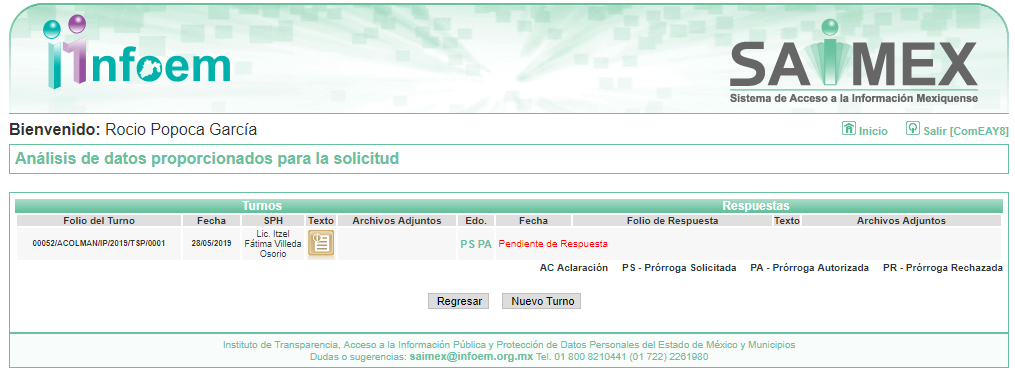 infoem
SAIMEX
Sistema de Acceso a la Información Mexiquense
Bienvenido: Rocio Popoca García
Inicio Salir [ComEAY8]
Análisis de datos proporcionados para la solicitud
Turnos Respuestas
Folio del Turno Fecha SPH Texto Archivos Adjuntos Edo. Fecha Folio de Respuesta Texto Archivos Adjuntos
00052/ACOLMAN/IP/2019/TSP/0001 28/05/2019 Lic. Itzel Fátima Villeda Osorio PS PA Pendiente de Respuesta
AC Aclaración PS - Prórroga Solicitada PA - Prórroga Autorizada PR - Prórroga Rechazada
Regresar Nuevo Turno
Instituto de Transparencia, Acceso a la Información Pública y Protección de Datos Personales del Estado de México y Municipios
Dudas o sugerencias: saimex@infoem.org.mx Tel. 01 800 8210441 (01 722) 2261980